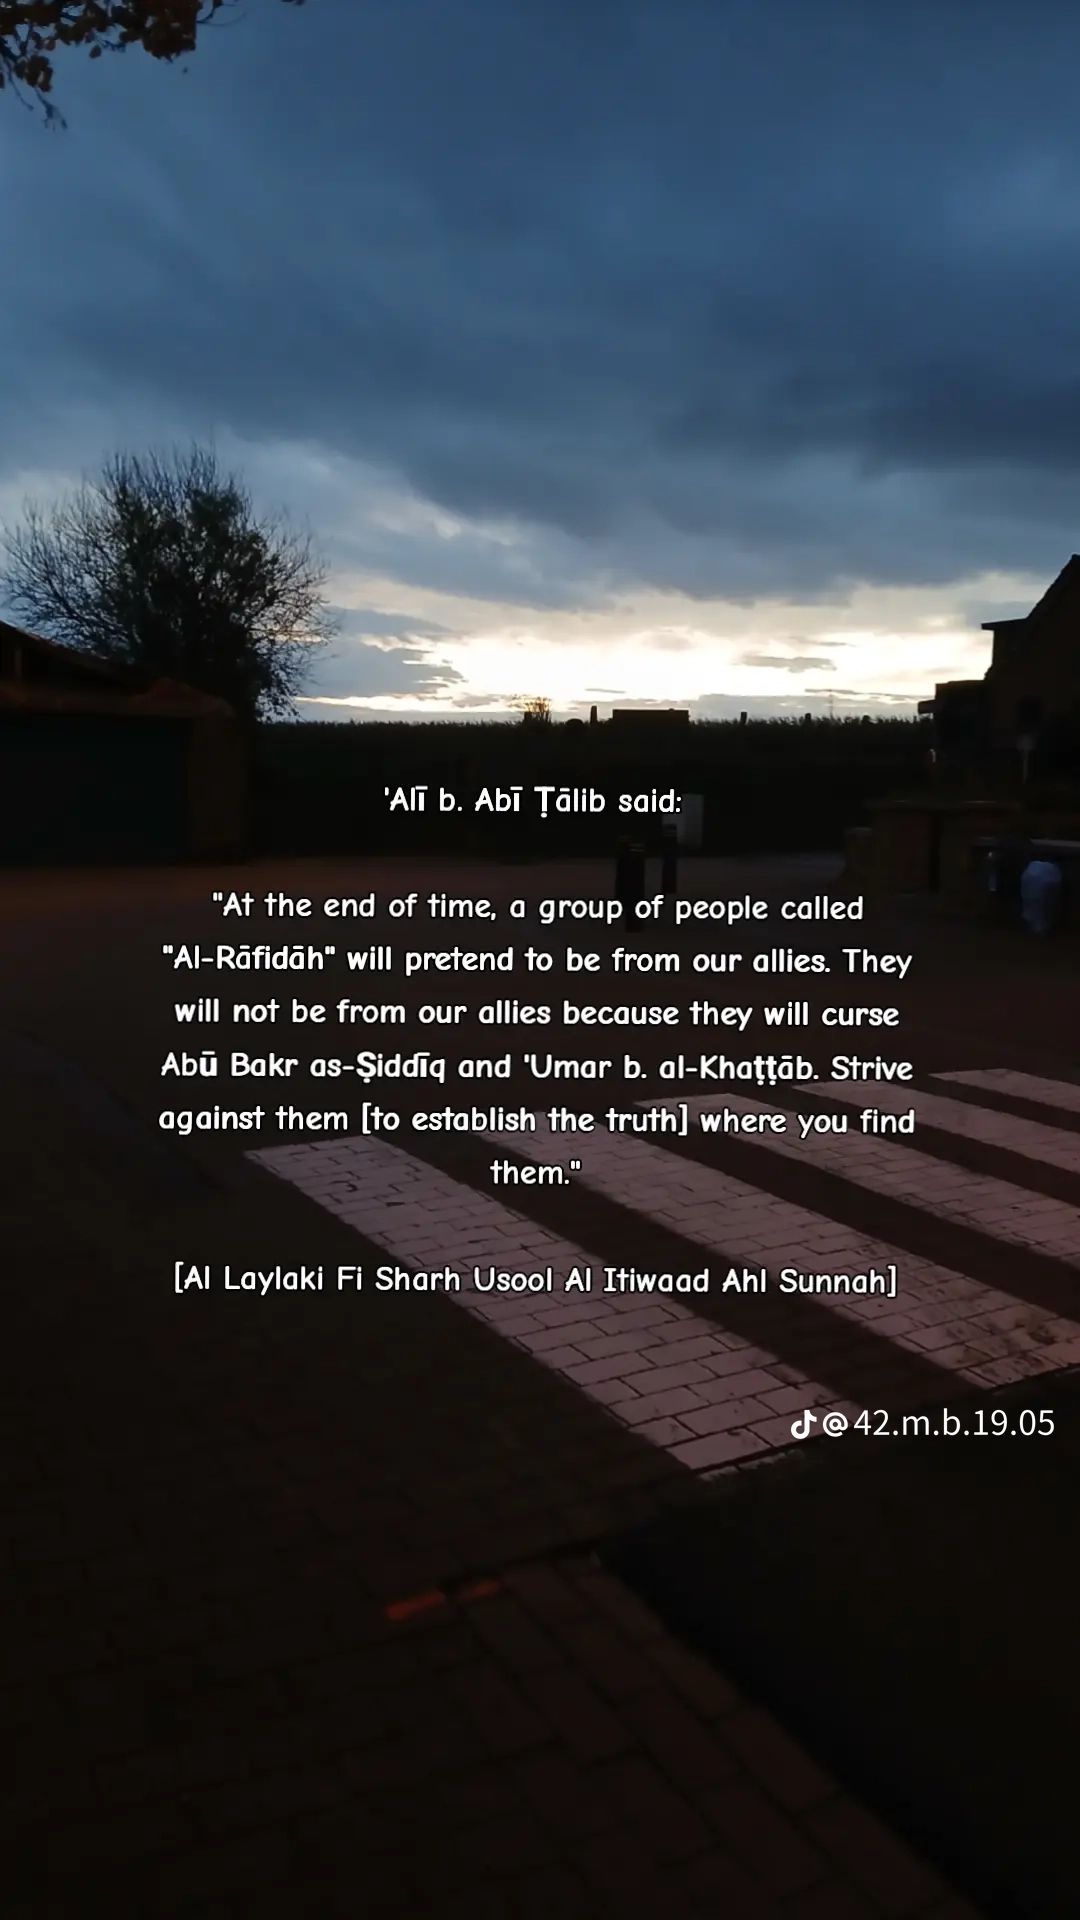 'Alī b. Abī Ṭālib said:
"At the end of time, a group of people called
"Al-Rāfidāh" will pretend to be from our allies. They
will not be from our allies because they will curse
Abū Bakr as-Ṣiddīq and 'Umar b. al-Khaṭṭāb. Strive
against them [to establish the truth] where you find
them."
[Al Laylaki Fi Sharh Usool Al Itiwaad Ahl Sunnah]
@42.m.b.19.05